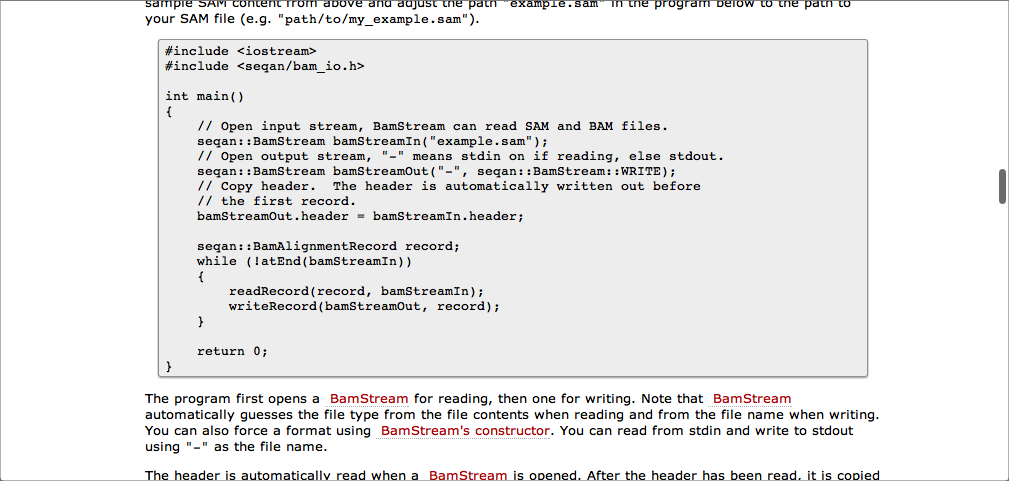 sample SAM content from above and adjust the path "example.sam" in the program below to the path to
your SAM file (e.g. "path/to/my_example.sam").
#include <iostream>
#include <seqan/bam_io.h>
int main()
{
// Open input stream, BamStream can read SAM and BAM files.
seqan::BamStream bamStreamIn("example.sam");
// Open output stream, "-" means stdin on if reading, else stdout.
seqan::BamStream bamStreamOut("-", seqan::BamStream::WRITE);
// Copy header.  The header is automatically written out before
// the first record.
bamStreamOut.header = bamStreamIn.header;
seqan::BamAlignmentRecord record;
while (!atEnd(bamStreamIn))
{
readRecord(record, bamStreamIn);
writeRecord(bamStreamOut, record);
}
return 0;
}
The program first opens a BamStream for reading, then one for writing. Note that BamStream
automatically guesses the file type from the file contents when reading and from the file name when writing.
You can also force a format using BamStream's constructor. You can read from stdin and write to stdout
using "-" as the file name.
The header is automatically read when a BamStream is opened. After the header has been read, it is copied